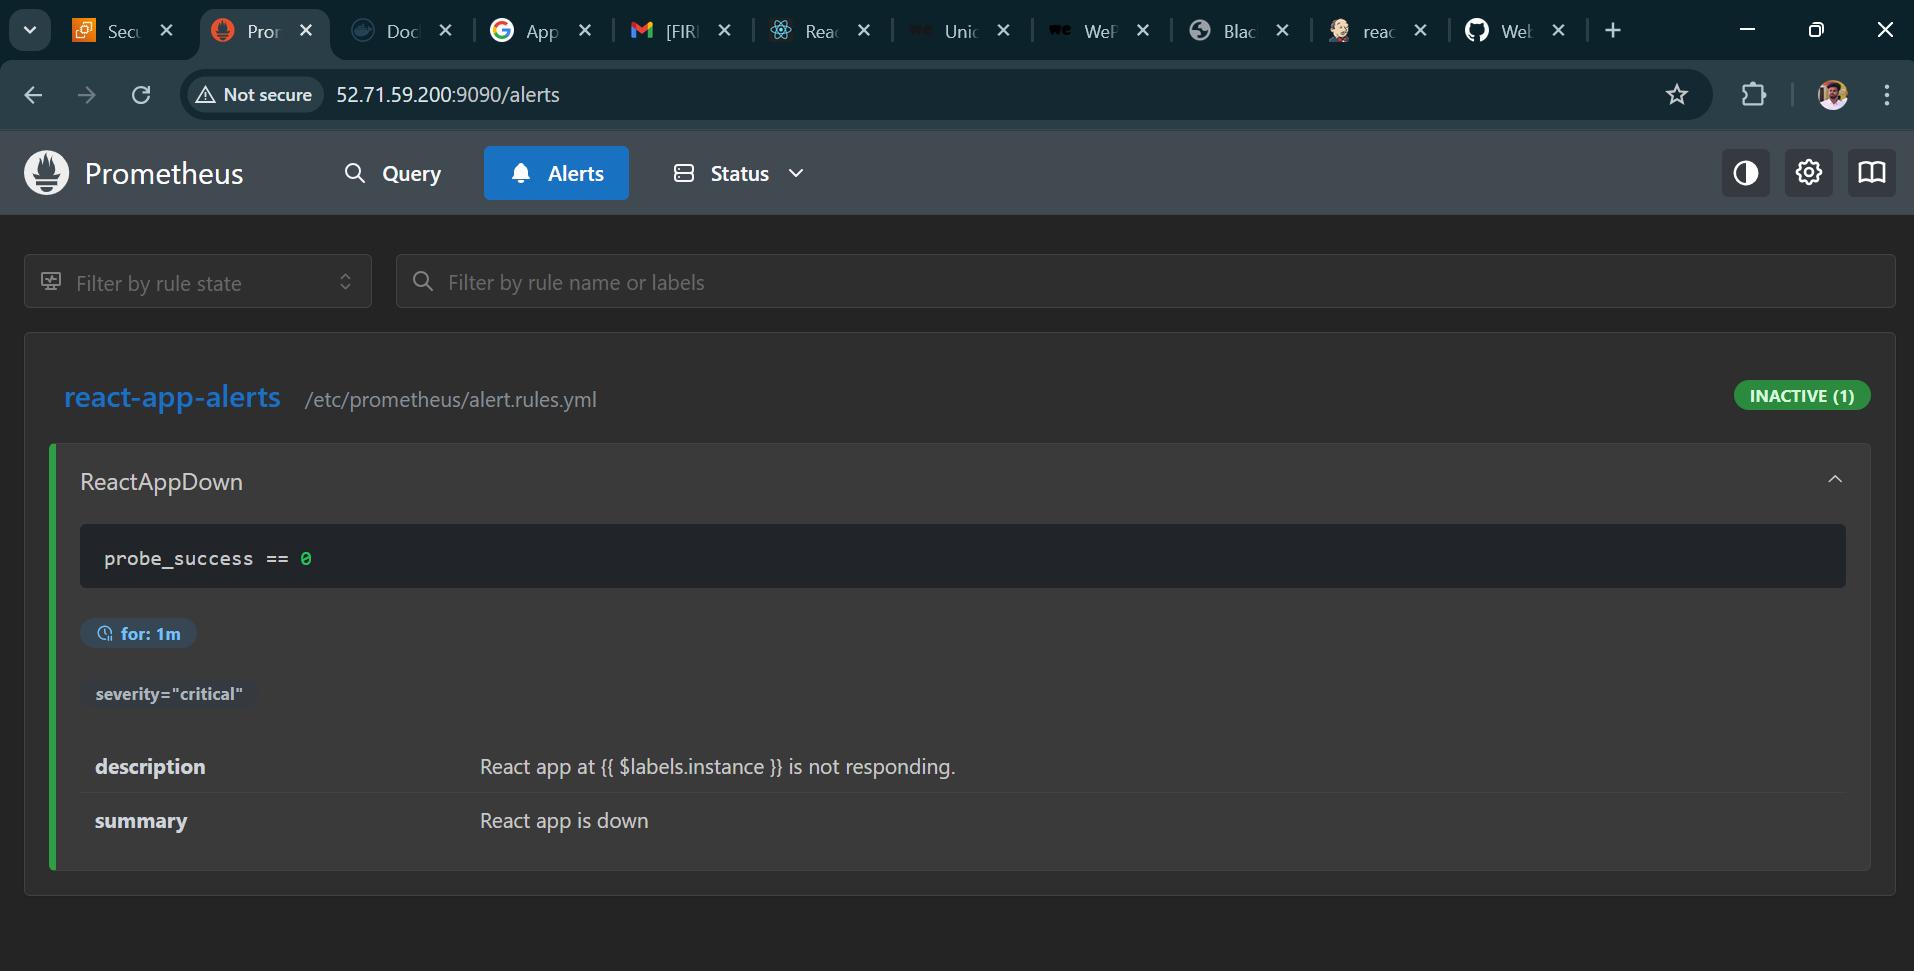 Secu
Pror
Doc
App
[FIRI
Reac
Unic
WeP
Blac
reac
Web
Not secure 52.71.59.200:9090/alerts
Prometheus Query Alerts Status
Filter by rule state Filter by rule name or labels
react-app-alerts /etc/prometheus/alert.rules.yml INACTIVE (1)
ReactAppDown
probe_success == 0
for: 1m
severity="critical"
description React app at {{ $labels.instance }} is not responding.
summary React app is down